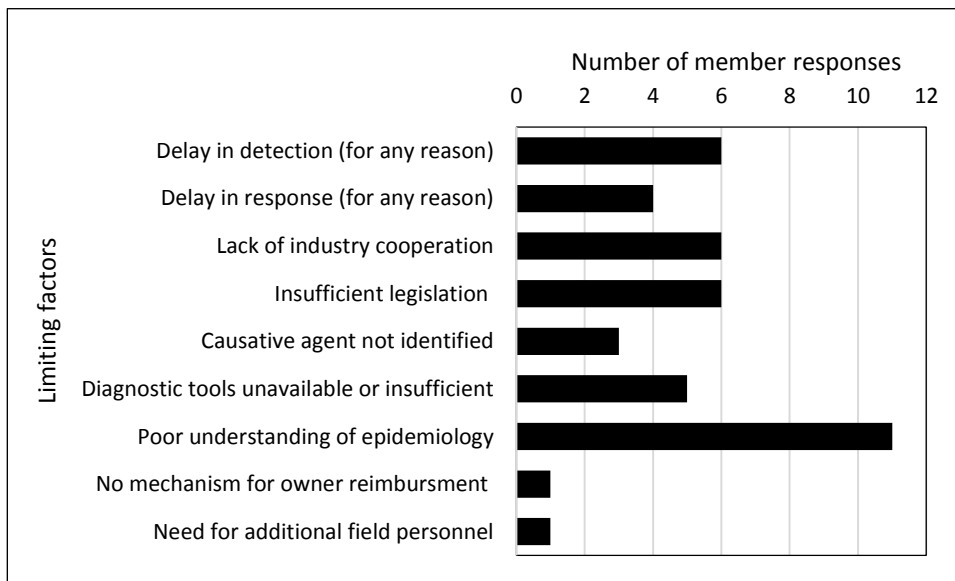 Number of member responses
0 2 4 6 8 10 12
Limiting factors
Delay in detection (for any reason)
Delay in response (for any reason)
Lack of industry cooperation
Insufficient legislation
Causative agent not identified
Diagnostic tools unavailable or insufficient
Poor understanding of epidemiology
No mechanism for owner reimbursment
Need for additional field personnel